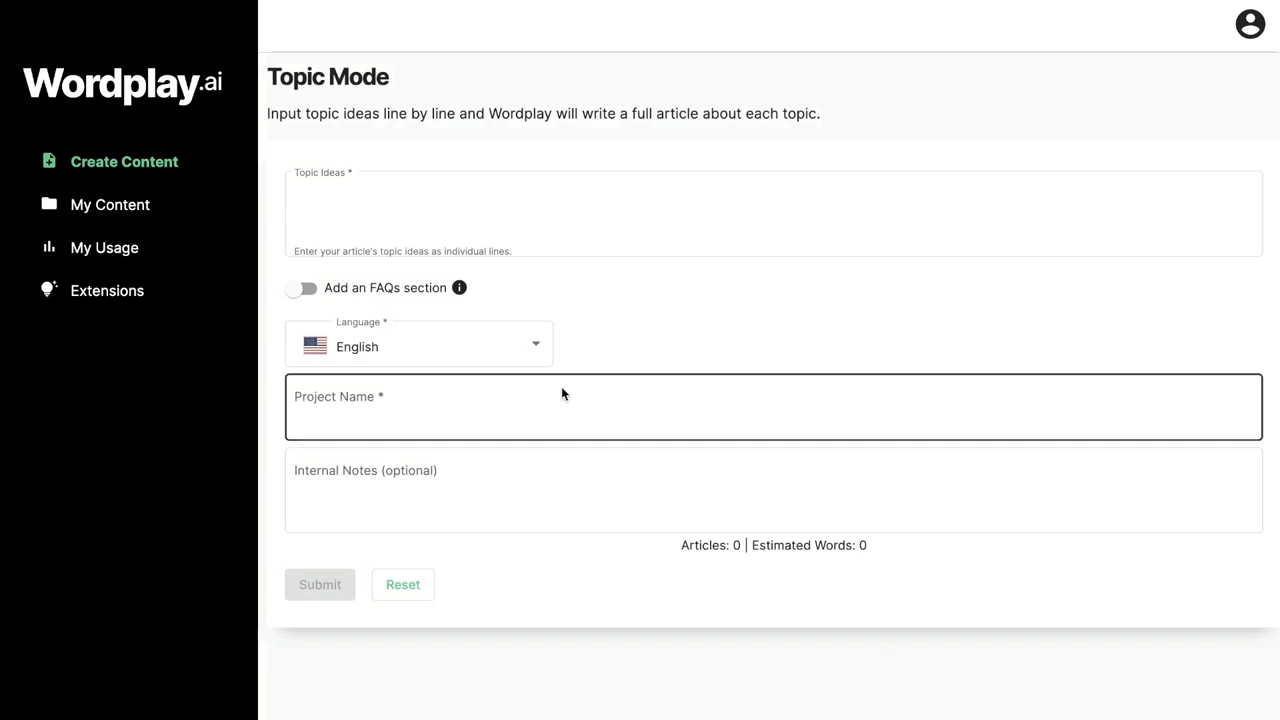 Wordplay.ai
Create Content
My Content
My Usage
Extensions
Topic Mode
Input topic ideas line by line and Wordplay will write a full article about each topic.
Topic Ideas *
Enter your article's topic ideas as individual lines.
Add an FAQs section
Language *
English
Project Name *
Internal Notes (optional)
Articles: 0 | Estimated Words: 0
Submit
Reset